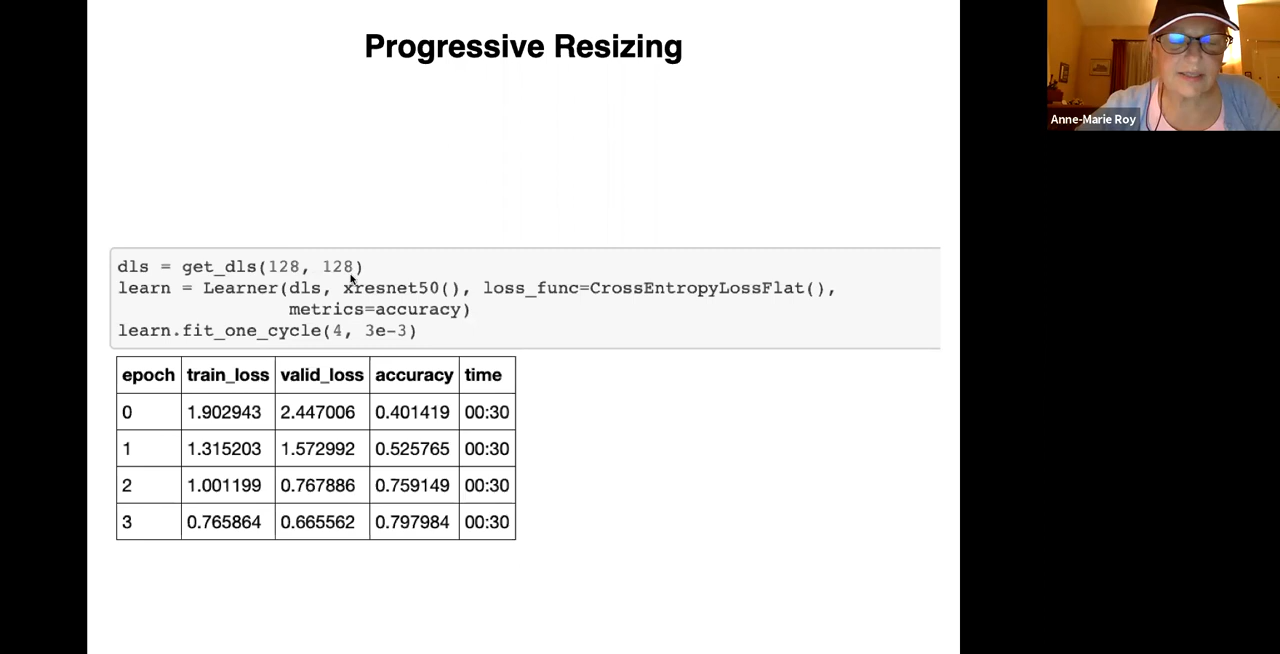 Progressive Resizing
Anne-Marie Roy
dls = get_dls(128, 128)
learn = Learner(dls, xresnet50(), loss_func=CrossEntropyLossFlat(),
metrics=accuracy)
learn.fit_one_cycle(4, 3e-3)
epoch train_loss valid_loss accuracy time
0 1.902943 2.447006 0.401419 00:30
1 1.315203 1.572992 0.525765 00:30
2 1.001199 0.767886 0.759149 00:30
3 0.765864 0.665562 0.797984 00:30